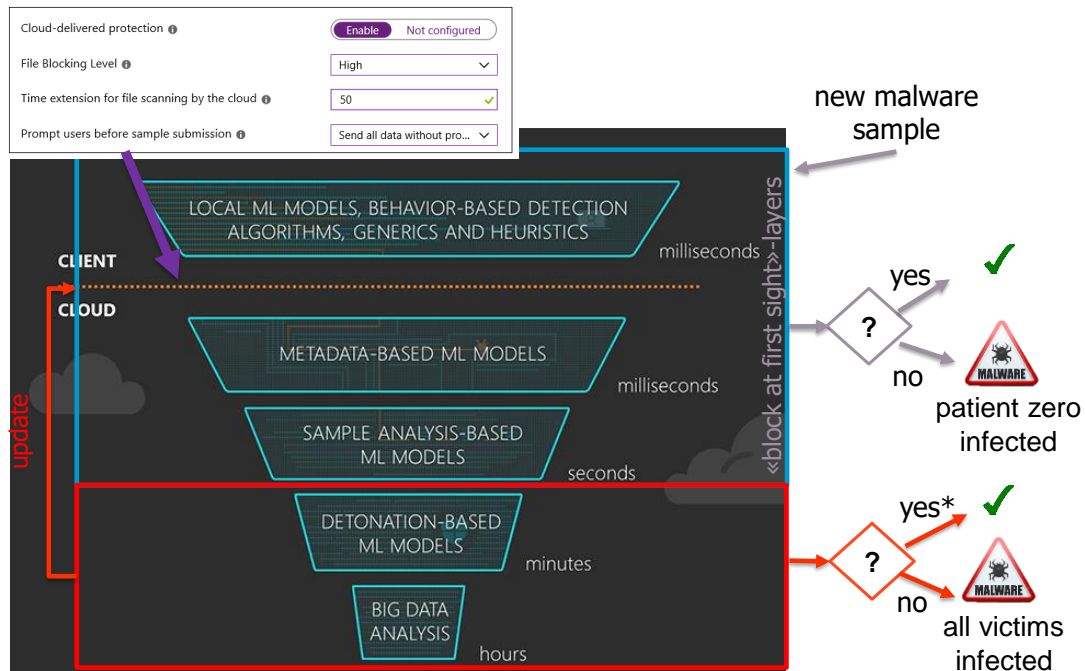 Cloud-delivered protection
Enable Not configured
File Blocking Level
High
Time extension for file scanning by the cloud
50
Prompt users before sample submission
Send all data without pro...
new malware
sample
LOCAL ML MODELS, BEHAVIOR-BASED DETECTION
ALGORITHMS, GENERICS AND HEURISTICS
milliseconds
CLIENT
CLOUD
METADATA-BASED ML MODELS
milliseconds
SAMPLE ANALYSIS-BASED
ML MODELS
seconds
«block at first sight»-layers
?
yes
no
MALWARE
patient zero
infected
update
DETONATION-BASED
ML MODELS
minutes
BIG DATA
ANALYSIS
hours
?
yes*
no
MALWARE
all victims
infected